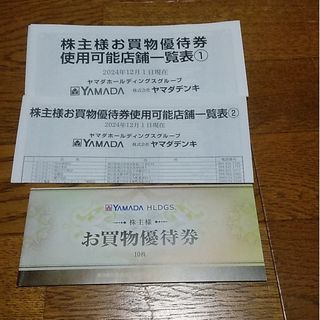 株主様お買物優待券
使用可能店舗一覧表①
2024年12月1日現在
ヤマダホールディングスグループ
YAMADA 株式会社 ヤマダデンキ
株主様お買物優待券使用可能店舗一覧表②
2024年12月1日現在
ヤマダホールディングスグループ
YAMADA 株式会社 ヤマダデンキ
YAMADA HLDGS.
株主様
お買物優待券
10枚